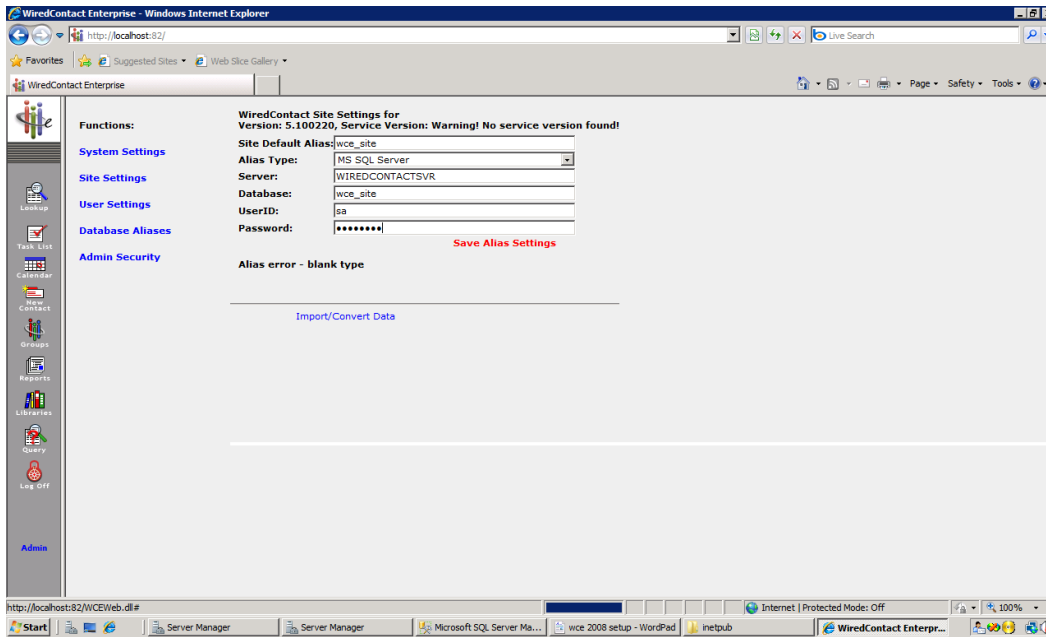 WiredContact Enterprise - Windows Internet Explorer
http://localhost:82/
Live Search
Favorites
Suggested Sites
Web Slice Gallery
WiredContact Enterprise
Page
Safety
Tools
Functions:
System Settings
Site Settings
User Settings
Database Aliases
Admin Security
Lookup
Task List
Calendar
New Contact
Groups
Reports
Libraries
Query
Log Off
Admin
WiredContact Site Settings for
Version: 5.100220, Service Version: Warning! No service version found!
Site Default Alias: wce_site
Alias Type: MS SQL Server
Server: WIREDCONTACTSVR
Database: wce_site
UserID: sa
Password: ••••••••
Save Alias Settings
Alias error - blank type
Import/Convert Data
http://localhost:82/WCEWeb.dll#
Internet | Protected Mode: Off
100%
Start
Server Manager
Server Manager
Microsoft SQL Server Ma...
wce 2008 setup - WordPad
inetpub
WiredContact Enterpr...